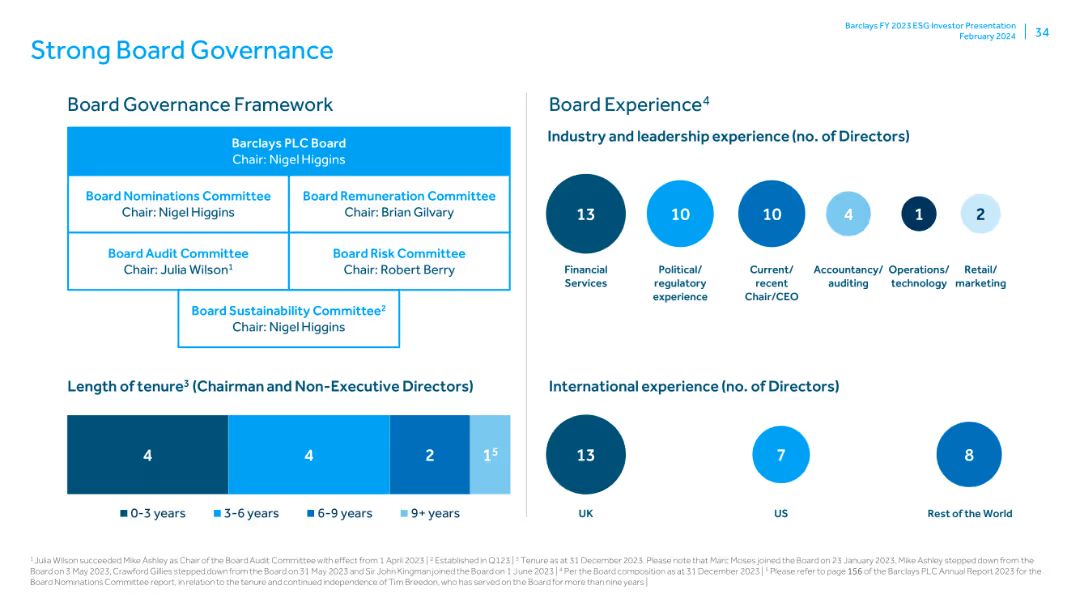 Barclays FY 2023 ESG Investor Presentation
February 2024
34
Strong Board Governance
Board Governance Framework
Barclays PLC Board
Chair: Nigel Higgins
Board Nominations Committee
Chair: Nigel Higgins
Board Remuneration Committee
Chair: Brian Gilvary
Board Audit Committee
Chair: Julia Wilson¹
Board Risk Committee
Chair: Robert Berry
Board Sustainability Committee²
Chair: Nigel Higgins
Length of tenure³ (Chairman and Non-Executive Directors)
4 4 2 1⁵
0-3 years 3-6 years 6-9 years 9+ years
Board Experience⁴
Industry and leadership experience (no. of Directors)
13 10 10 4 1 2
Financial
Services
Political/
regulatory
experience
Current/
recent
Chair/CEO
Accountancy/
auditing
Operations/
technology
Retail/
marketing
International experience (no. of Directors)
13 7 8
UK US Rest of the World
¹ Julia Wilson succeeded Mike Ashley as Chair of the Board Audit Committee with effect from 1 April 2023 | ² Established in Q123 | ³ Tenure as at 31 December 2023. Please note that Marc Moses joined the Board on 23 January 2023, Mike Ashley stepped down from the
Board on 3 May 2023, Crawford Gillies stepped down from the Board on 31 May 2023 and Sir John Kingman joined the Board on 1 June 2023 | ⁴ Per the Board composition as at 31 December 2023 | ⁵ Please refer to page 156 of the Barclays PLC Annual Report 2023 for the
Board Nominations Committee report, in relation to the tenure and continued independence of Tim Breedon, who has served on the Board for more than nine years |